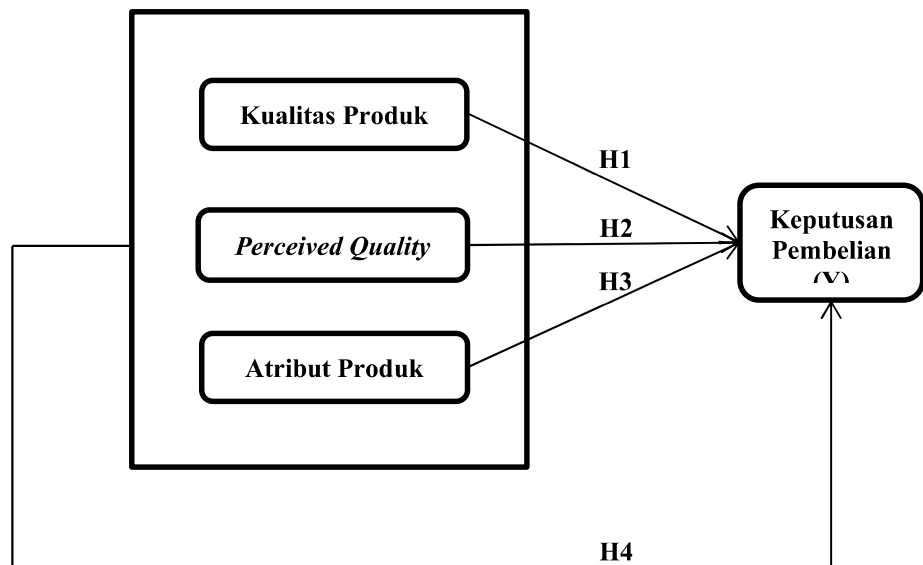 Kualitas Produk
H1
Keputusan
Pembelian
H2
Perceived Quality
H3
Atribut Produk
H4